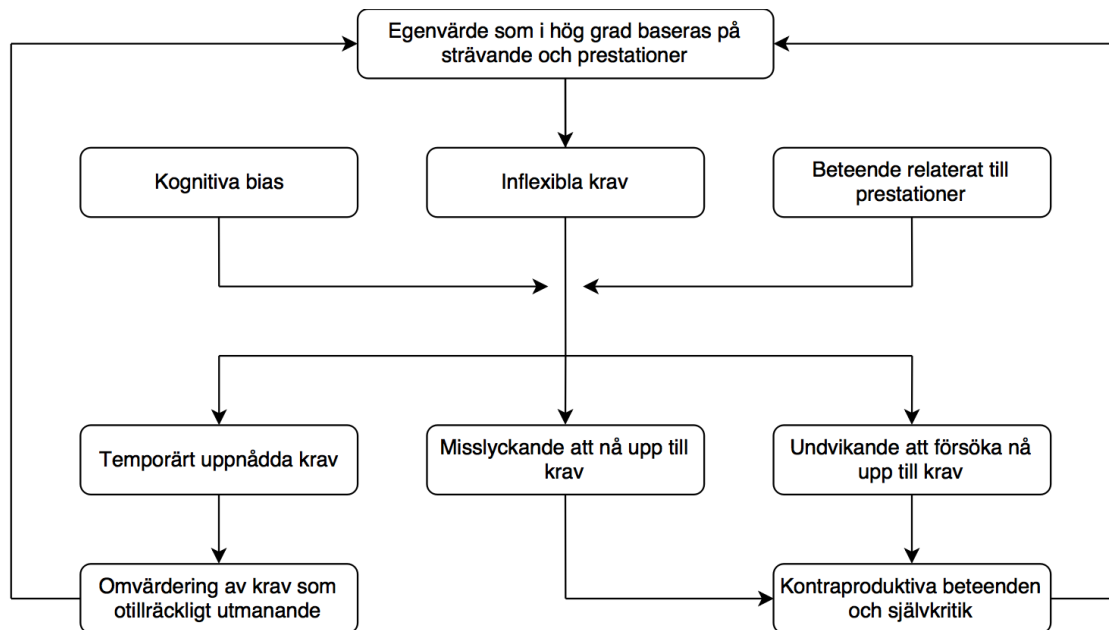 Egenvärde som i hög grad baseras på
strävande och prestationer
Kognitiva bias
Inflexibla krav
Beteende relaterat till
prestationer
Temporärt uppnådda krav
Misslyckande att nå upp till
krav
Undvikande att försöka nå
upp till krav
Omvärdering av krav som
otillräckligt utmanande
Kontraproduktiva beteenden
och självkritik